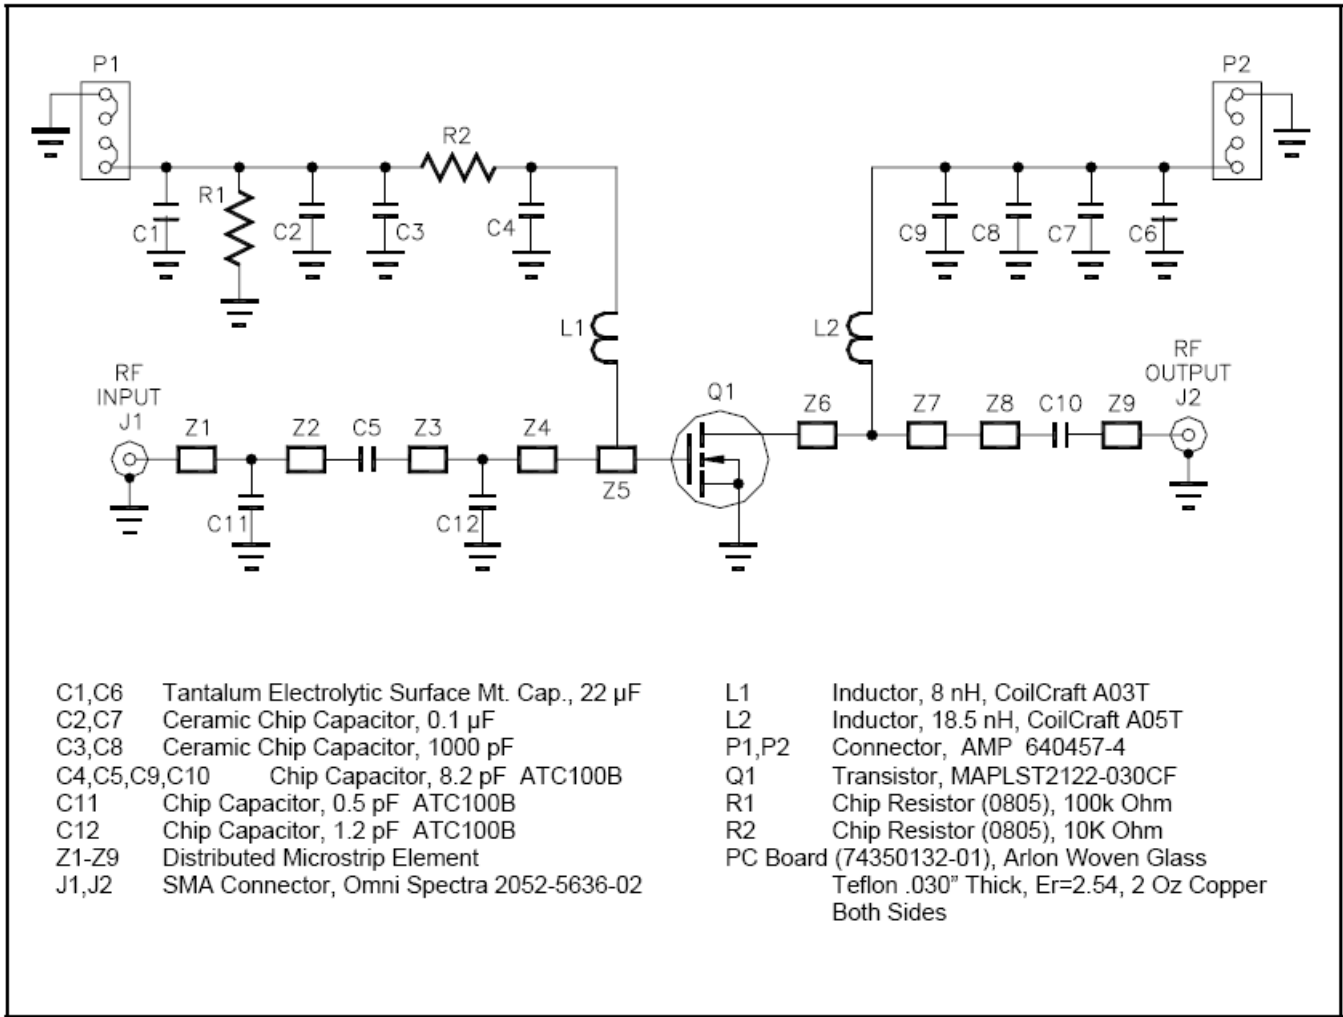 P1
P2
R2
R1
C1
C2
C3
C4
C9
C8
C7
C6
L1
L2
RF
INPUT
J1
RF
OUTPUT
J2
Q1
Z1
Z2
C5
Z3
Z4
Z5
Z6
Z7
Z8
C10
Z9
C11
C12
C1,C6 Tantalum Electrolytic Surface Mt. Cap., 22 µF
C2,C7 Ceramic Chip Capacitor, 0.1 µF
C3,C8 Ceramic Chip Capacitor, 1000 pF
C4,C5,C9,C10 Chip Capacitor, 8.2 pF ATC100B
C11 Chip Capacitor, 0.5 pF ATC100B
C12 Chip Capacitor, 1.2 pF ATC100B
Z1-Z9 Distributed Microstrip Element
J1,J2 SMA Connector, Omni Spectra 2052-5636-02
L1 Inductor, 8 nH, CoilCraft A03T
L2 Inductor, 18.5 nH, CoilCraft A05T
P1,P2 Connector, AMP 640457-4
Q1 Transistor, MAPLST2122-030CF
R1 Chip Resistor (0805), 100k Ohm
R2 Chip Resistor (0805), 10K Ohm
PC Board (74350132-01), Arlon Woven Glass
Teflon .030” Thick, Er=2.54, 2 Oz Copper
Both Sides